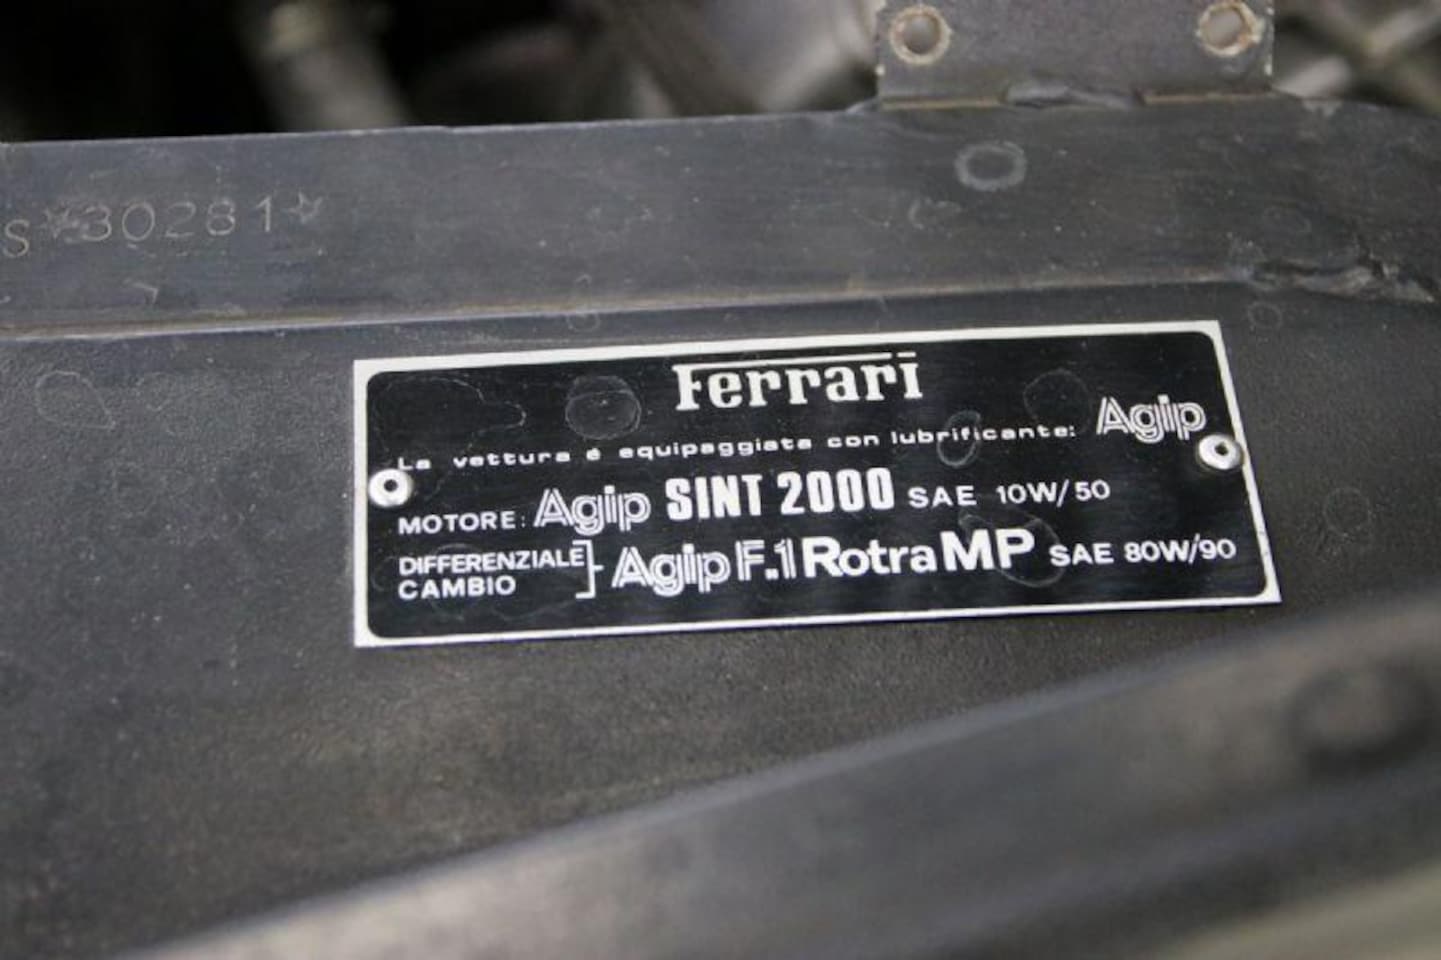 S*30281*
Ferrari
La vettura é equipaggiata con lubrificante: Agip
MOTORE: Agip SINT 2000 SAE 10W/50
DIFFERENZIALE
CAMBIO
Agip F.1 Rotra MP SAE 80W/90